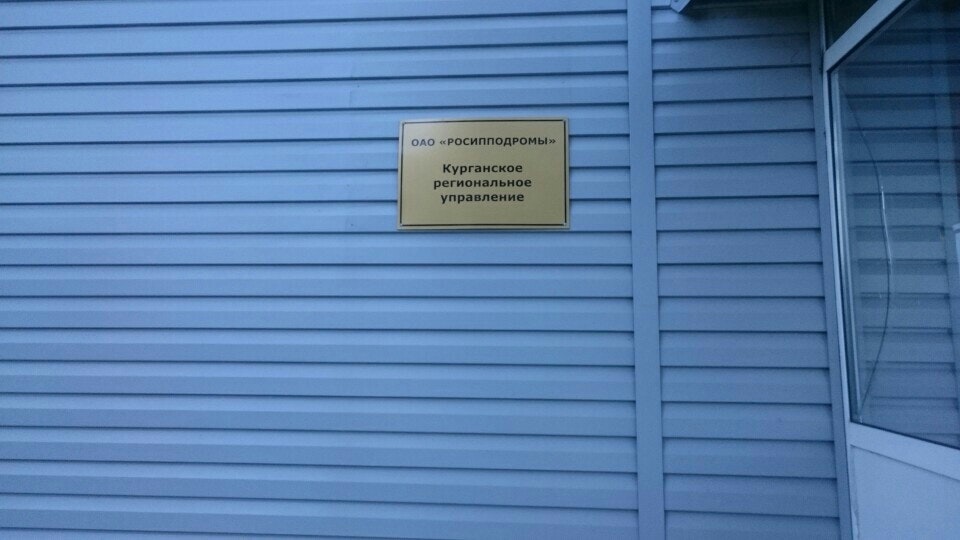 ОАО «РОСИППОДРОМЫ»
Курганское
региональное
управление